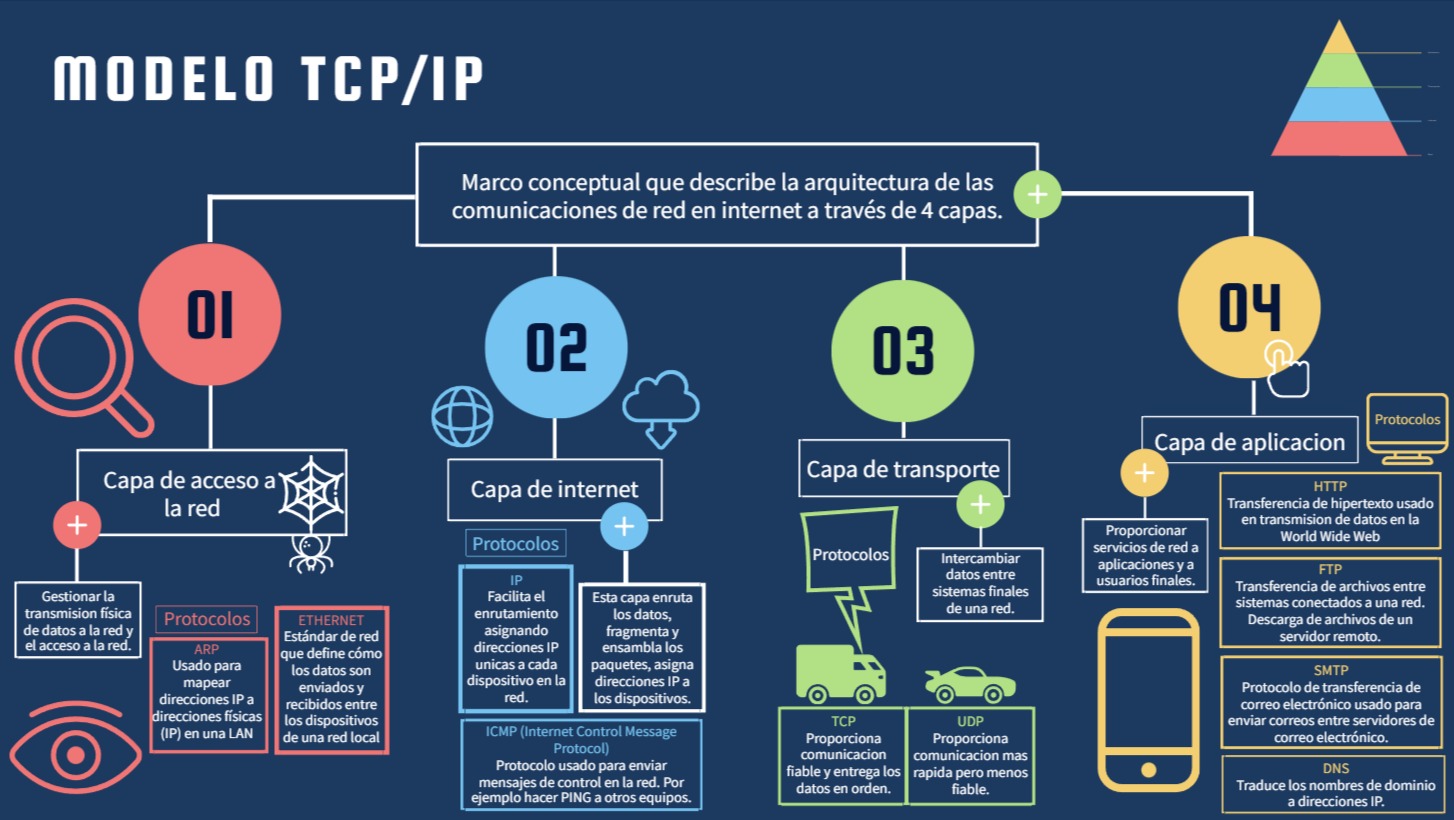 MODELO TCP/IP
Marco conceptual que describe la arquitectura de las
comunicaciones de red en internet a través de 4 capas.
01
Capa de acceso a
la red
Gestionar la
transmision física
de datos a la red y
el acceso a la red.
Protocolos
ARP
Usado para
mapear
direcciones IP a
direcciones físicas
(IP) en una LAN
ETHERNET
Estándar de red
que define cómo
los datos son
enviados y
recibidos entre
los dispositivos
de una red local
02
Capa de internet
Protocolos
IP
Facilita el
enrutamiento
asignando
direcciones IP
unicas a cada
dispositivo en la
red.
Esta capa enruta
los datos,
fragmenta y
ensambla los
paquetes, asigna
direcciones IP a
los dispositivos.
ICMP (Internet Control Message
Protocol)
Protocolo usado para enviar
mensajes de control en la red. Por
ejemplo hacer PING a otros equipos.
03
Capa de transporte
Protocolos
Intercambiar
datos entre
sistemas finales
de una red.
TCP
Proporciona
comunicacion
fiable y entrega los
datos en orden.
UDP
Proporciona
comunicacion mas
rapida pero menos
fiable.
04
Capa de aplicacion
Proporcionar
servicios de red a
aplicaciones y a
usuarios finales.
Protocolos
HTTP
Transferencia de hipertexto usado
en transmision de datos en la
World Wide Web
FTP
Transferencia de archivos entre
sistemas conectados a una red.
Descarga de archivos de un
servidor remoto.
SMTP
Protocolo de transferencia de
correo electrónico usado para
enviar correos entre servidores de
correo electrónico.
DNS
Traduce los nombres de dominio
a direcciones IP.